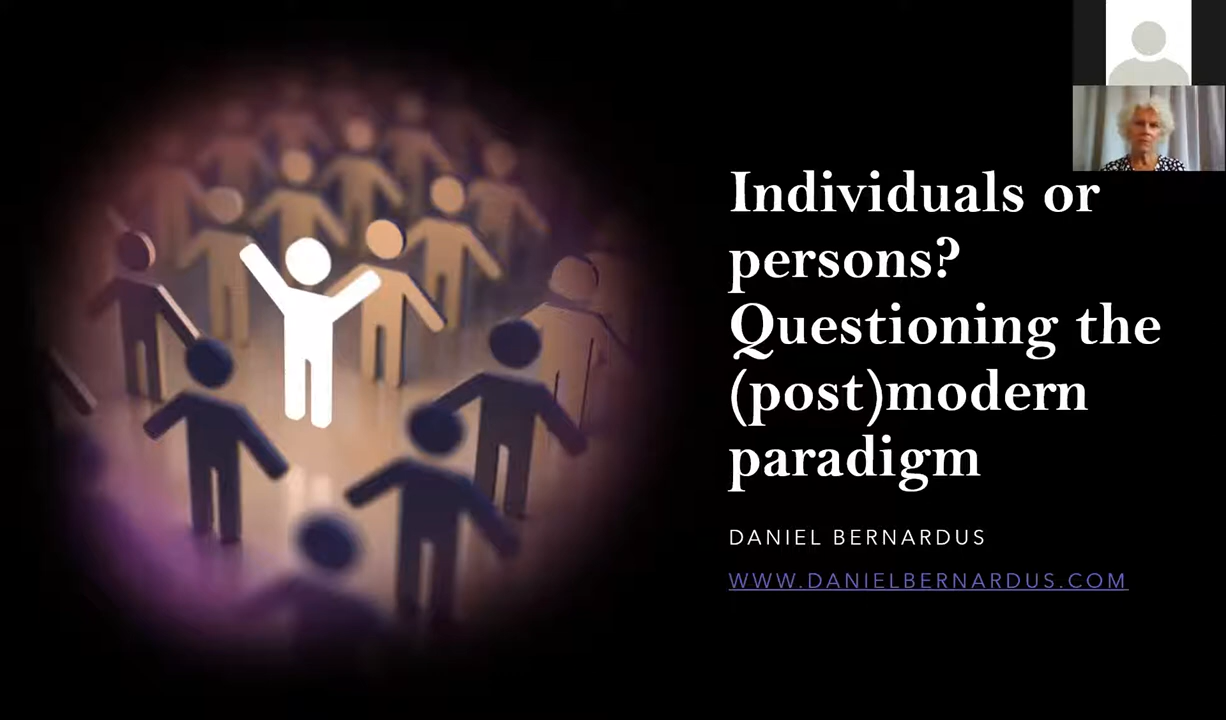 Individuals or
persons?
Questioning the
(post)modern
paradigm
DANIEL BERNARDUS
WWW.DANIELBERNARDUS.COM